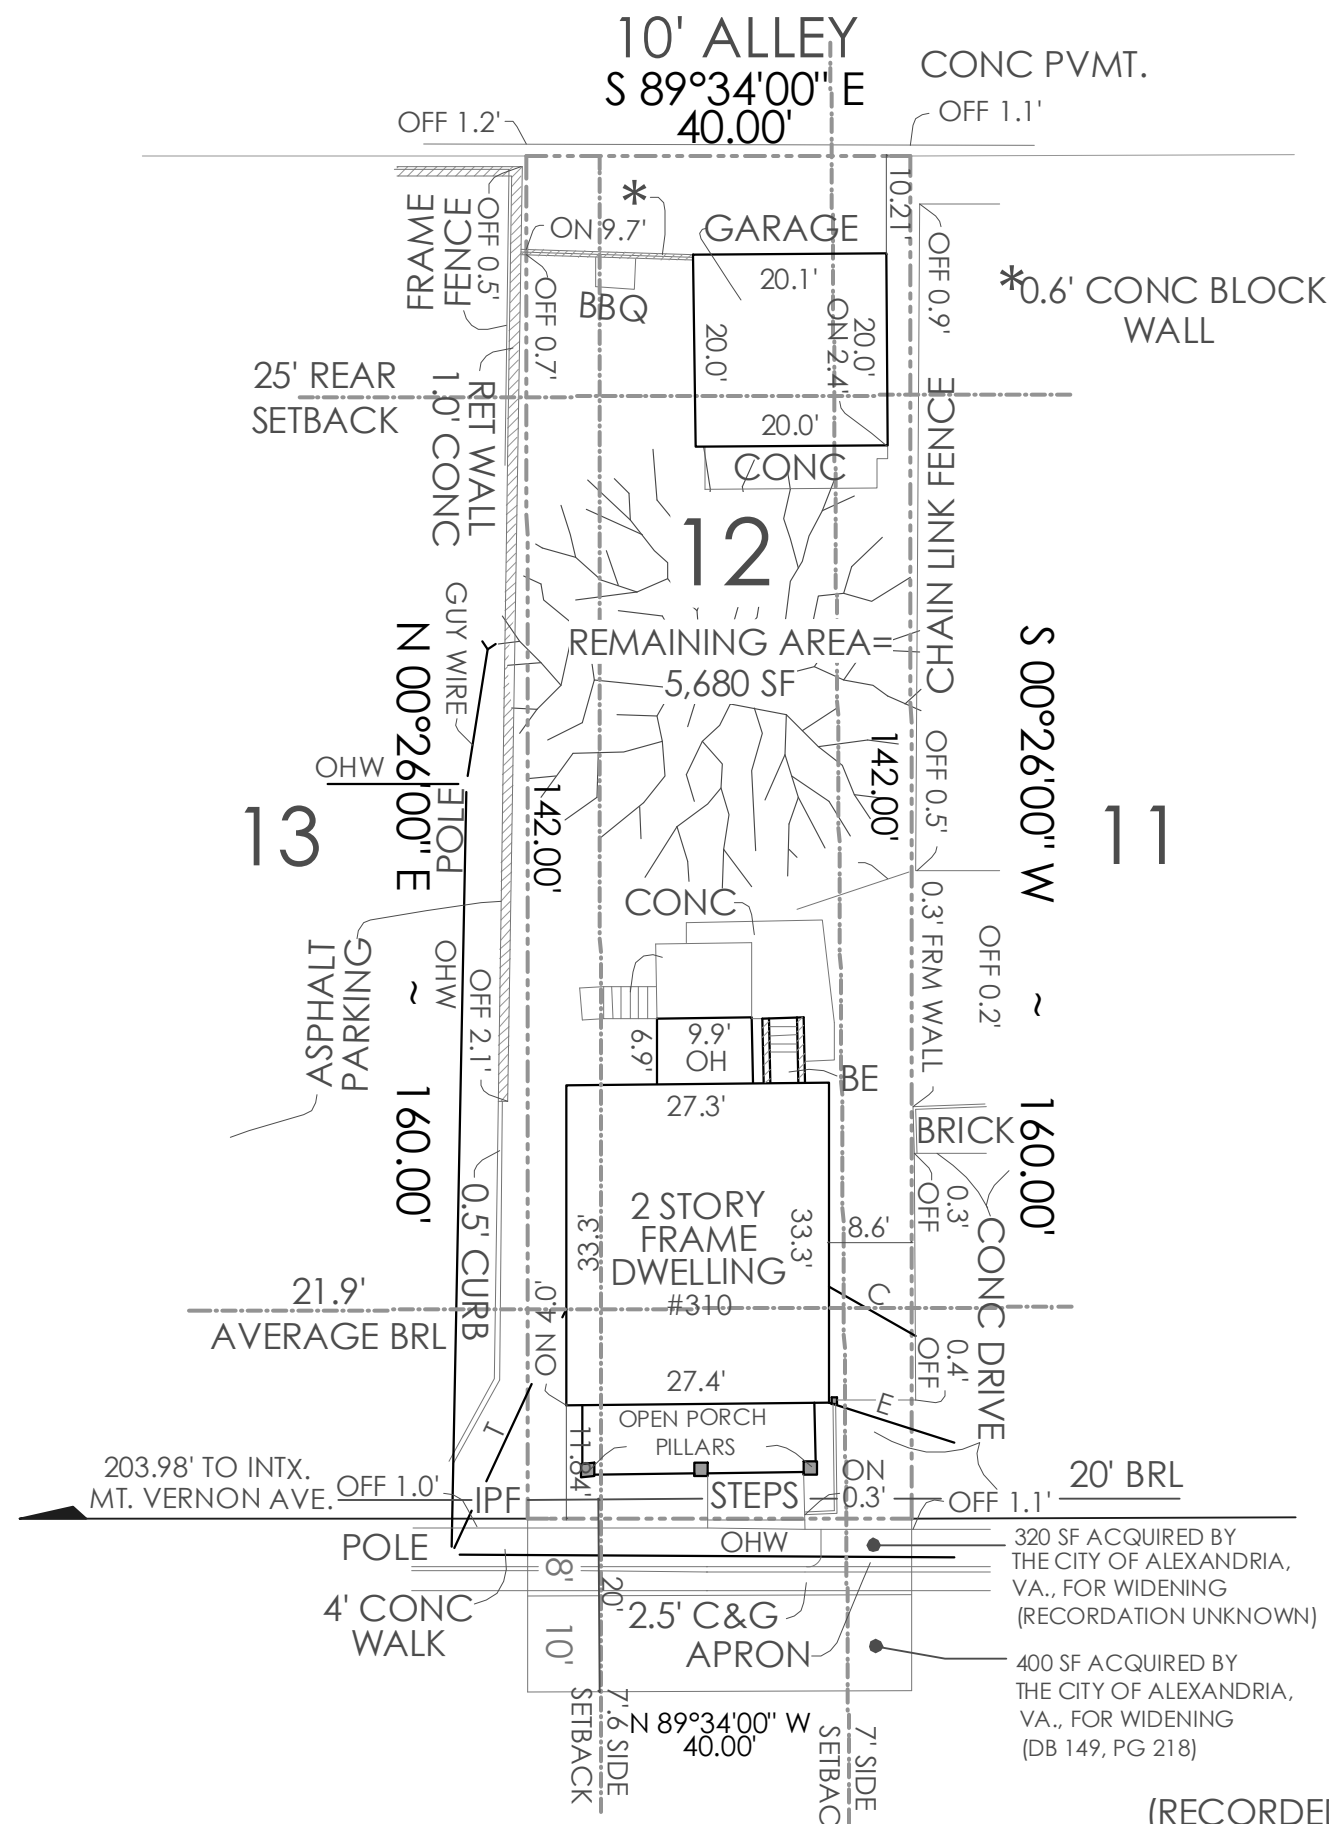 10' ALLEY
S 89°34'00" E
40.00'
CONC PVMT.
OFF 1.2'
OFF 1.1'
*
ON 9.7'
GARAGE
10.21'
FRAME
FENCE
OFF 0.5'
OFF 0.7'
BBQ
20.1'
20.0'
20.0'
ON 2.4'
20.0'
OFF 0.9'
*0.6' CONC BLOCK
WALL
25' REAR
SETBACK
RET WALL
1.0' CONC
CONC
CHAIN LINK FENCE
12
GUY WIRE
REMAINING AREA=
5,680 SF
N 00°26'00" E ~ 160.00'
S 00°26'00" W ~ 160.00'
OHW
POLE
142.00'
142.00'
OFF 0.5'
13
11
CONC
0.3' FRM WALL
OFF 0.2'
ASPHALT
PARKING
OHW
OFF 2.1'
6.9'
9.9'
OH
BE
27.3'
BRICK
2 STORY
FRAME
DWELLING
#310
33.3'
33.3'
8.6'
0.3'
OFF
CONC DRIVE
0.5' CURB
21.9'
AVERAGE BRL
ON 4.0'
C
0.4'
OFF
27.4'
E
T
OPEN PORCH
PILLARS
11.84'
203.98' TO INTX.
MT. VERNON AVE.
OFF 1.0'
IPF
STEPS
ON
0.3'
OFF 1.1'
20' BRL
POLE
OHW
8'
20'
4' CONC
WALK
2.5' C&G
APRON
10'
320 SF ACQUIRED BY
THE CITY OF ALEXANDRIA,
VA., FOR WIDENING
(RECORDATION UNKNOWN)
400 SF ACQUIRED BY
THE CITY OF ALEXANDRIA,
VA., FOR WIDENING
(DB 149, PG 218)
7'.6 SIDE
SETBACK
N 89°34'00" W
40.00'
7' SIDE
SETBAC
(RECORDE